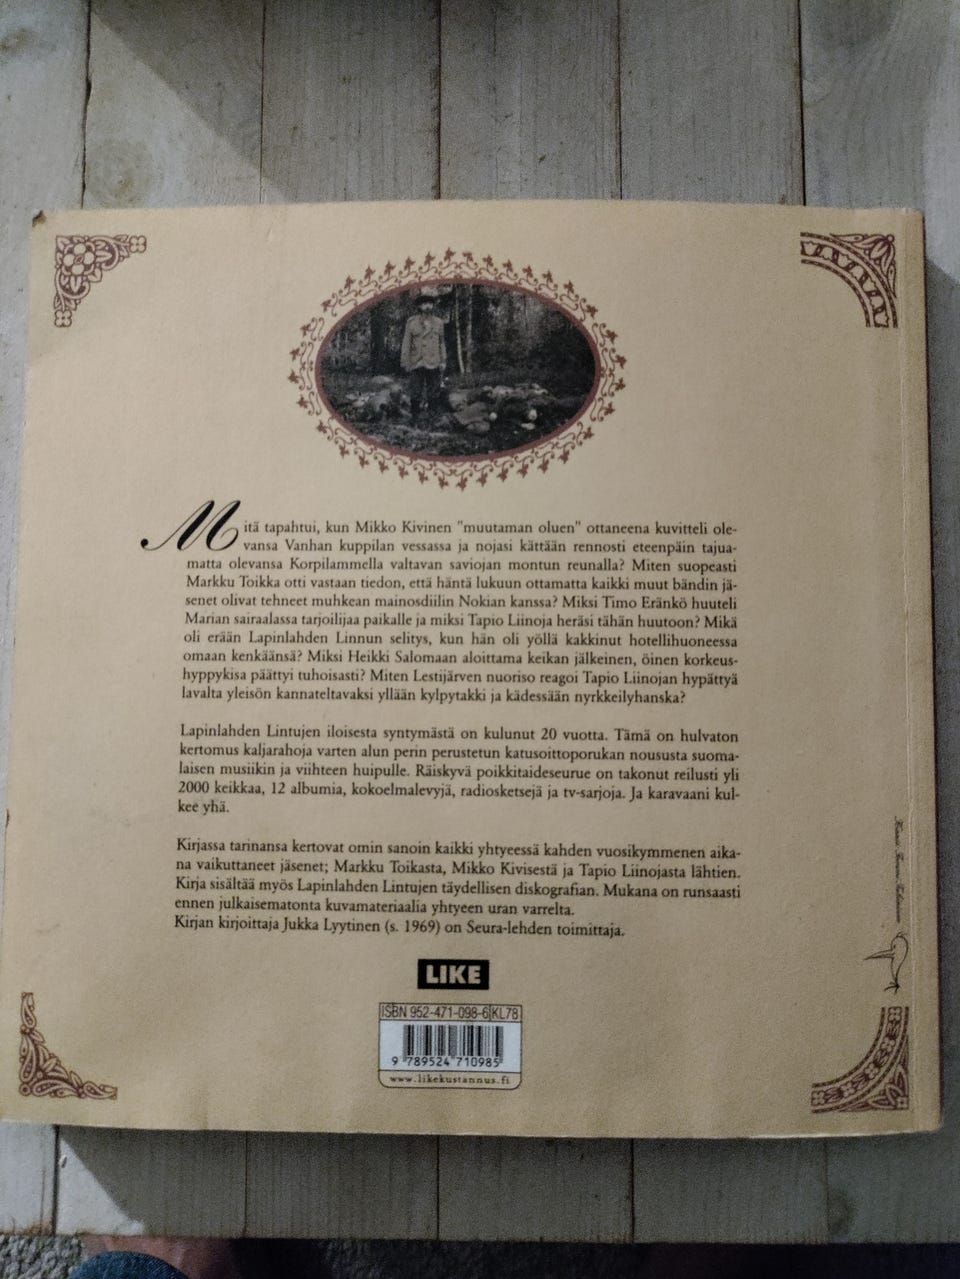 Mitä tapahtui, kun Mikko Kivinen "muutaman oluen" ottaneena kuvitteli ole-
vansa Vanhan kuppilan vessassa ja nojasi kättään rennosti eteenpäin tajua-
matta olevansa Korpilammella valtavan saviojan montun reunalla? Miten suopeasti
Markku Toikka otti vastaan tiedon, että häntä lukuun ottamatta kaikki muut bändin jä-
senet olivat tehneet muhkean mainosdiilin Nokian kanssa? Miksi Timo Eränkö huuteli
Marian sairaalassa tarjoilijaa paikalle ja miksi Tapio Liinoja heräsi tähän huutoon? Mikä
oli erään Lapinlahden Linnun selitys, kun hän oli yöllä kakkinut hotellihuoneessa
omaan kenkäänsä? Miksi Heikki Salomaan aloittama keikan jälkeinen, öinen korkeus-
hyppykisa päättyi tuhoisasti? Miten Lestijärven nuoriso reagoi Tapio Liinojan hypättyä
lavalta yleisön kannateltavaksi yllään kylpytakki ja kädessään nyrkkeilyhanska?
Lapinlahden Lintujen iloisesta syntymästä on kulunut 20 vuotta. Tämä on hulvaton
kertomus kaljarahoja varten alun perin perustetun katusoittoporukan noususta suoma-
laisen musiikin ja viihteen huipulle. Räiskyvä poikkitaideseurue on takonut reilusti yli
2000 keikkaa, 12 albumia, kokoelmalevyjä, radiosketsejä ja tv-sarjoja. Ja karavaani kul-
kee yhä.
Kirjassa tarinansa kertovat omin sanoin kaikki yhtyeessä kahden vuosikymmenen aika-
na vaikuttaneet jäsenet; Markku Toikasta, Mikko Kivisestä ja Tapio Liinojasta lähtien.
Kirja sisältää myös Lapinlahden Lintujen täydellisen diskografian. Mukana on runsaasti
ennen julkaisematonta kuvamateriaalia yhtyeen uran varrelta.
Kirjan kirjoittaja Jukka Lyytinen (s. 1969) on Seura-lehden toimittaja.
LIKE
ISBN 952-471-098-6 KL78
9 789524 710985
www.likekustannus.fi